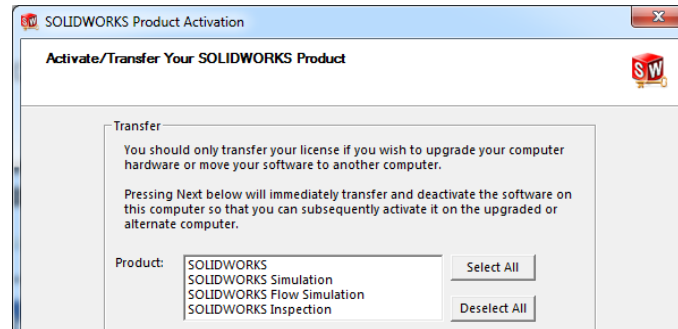 SOLIDWORKS Product Activation
Activate/Transfer Your SOLIDWORKS Product
SW
Transfer
You should only transfer your license if you wish to upgrade your computer
hardware or move your software to another computer.
Pressing Next below will immediately transfer and deactivate the software on
this computer so that you can subsequently activate it on the upgraded or
alternate computer.
Product:
SOLIDWORKS
SOLIDWORKS Simulation
SOLIDWORKS Flow Simulation
SOLIDWORKS Inspection
Select All
Deselect All